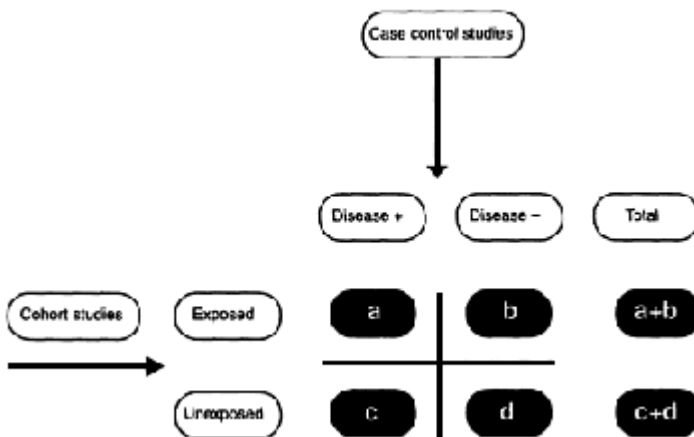 Case control studies
Disease +
Disease –
Total
Cohort studies
Exposed
a
b
a+b
Unexposed
c
d
c+d